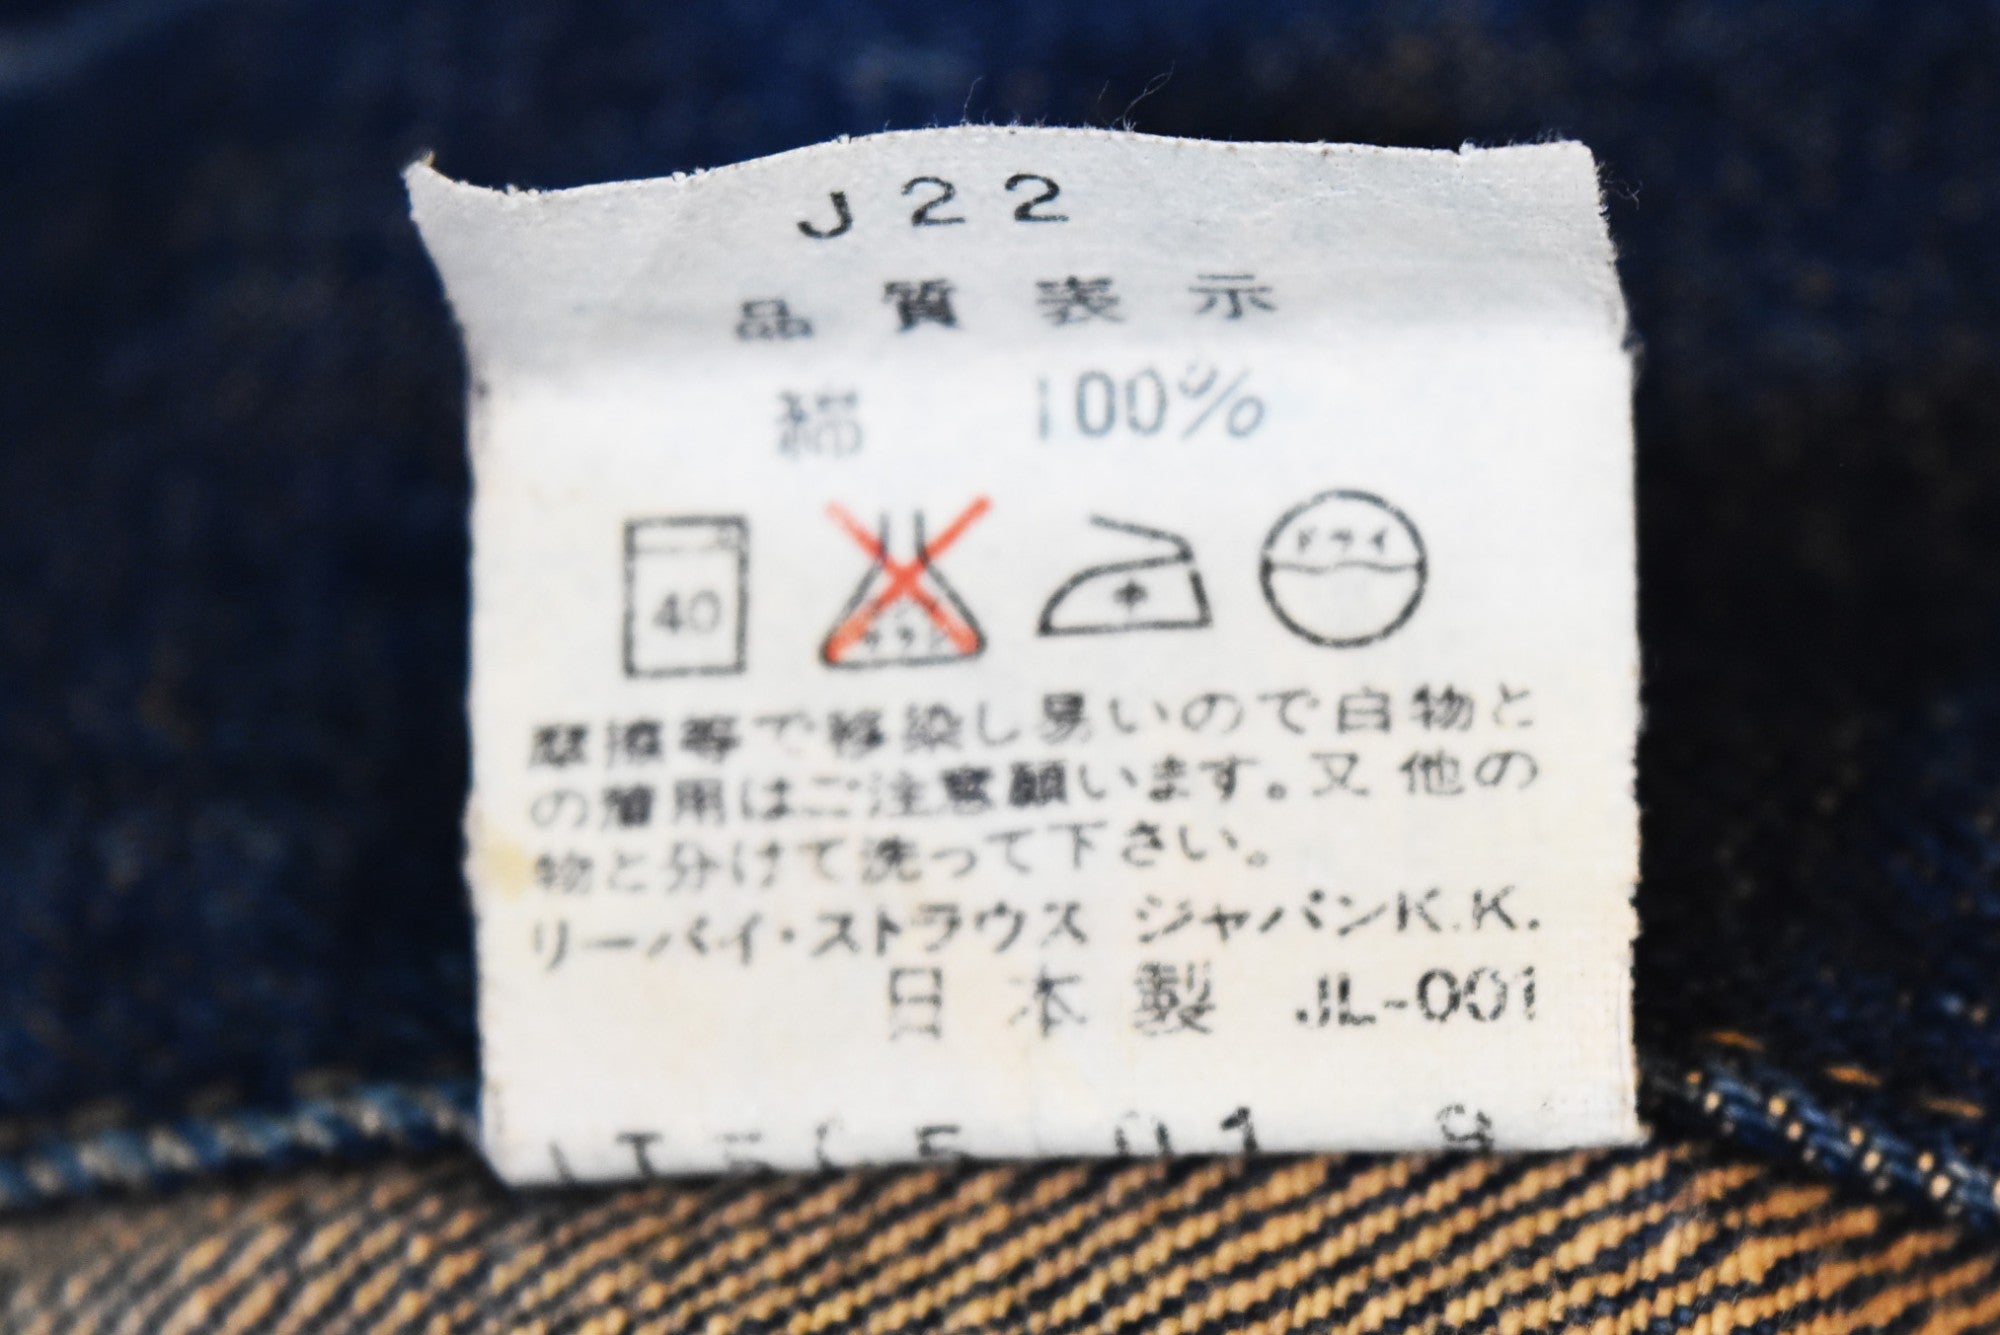 J22
品質表示
綿 100%
40 中 ドライ
摩擦等で移染し易いので白物と
の着用はご注意願います。又他の
物と分けて洗って下さい。
リーバイ・ストラウス ジャパンK.K.
日本製 JL-001